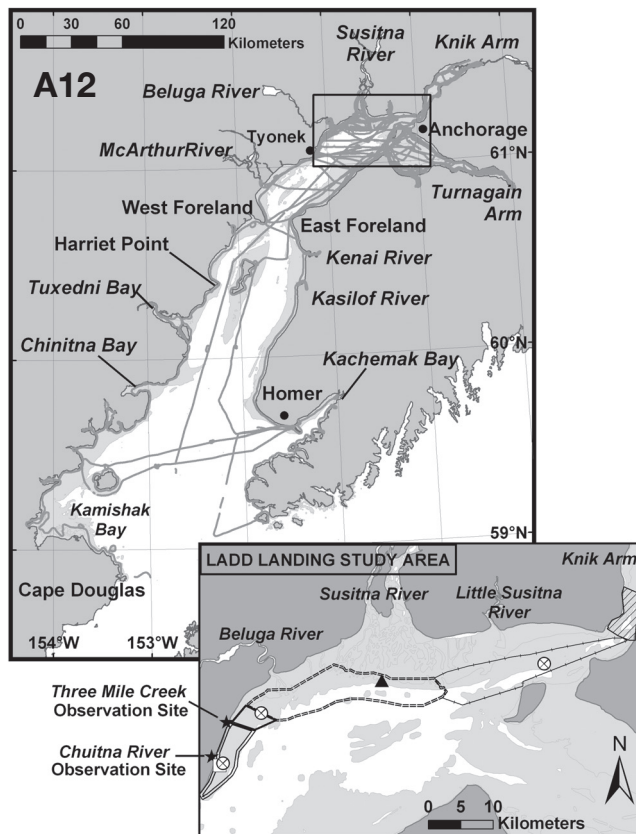 0 30 60 120
Kilometers
A12
Susitna
River
Knik Arm
Beluga River
Tyonek
Anchorage
McArthurRiver
61°N
Turnagain
Arm
West Foreland
East Foreland
Harriet Point
Kenai River
Tuxedni Bay
Kasilof River
Chinitna Bay
60°N
Kachemak Bay
Homer
Kamishak
Bay
59°N
Cape Douglas
154°W 153°W
LADD LANDING STUDY AREA
Knik Arm
Susitna River
Little Susitna
River
Beluga River
Three Mile Creek
Observation Site
Chuitna River
Observation Site
N
0 5 10
Kilometers